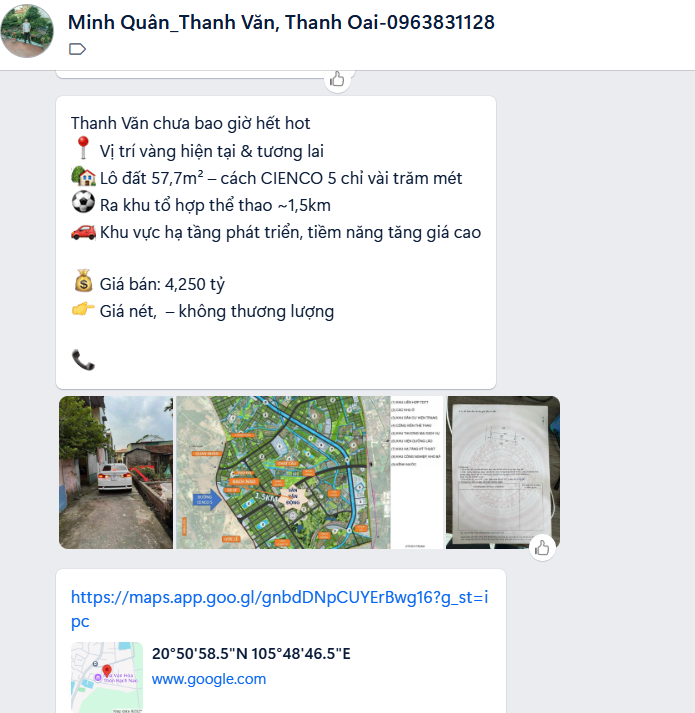 Minh Quân_Thanh Văn, Thanh Oai-0963831128
Thanh Văn chưa bao giờ hết hot
📍 Vị trí vàng hiện tại & tương lai
🏡 Lô đất 57,7m² – cách CIENCO 5 chỉ vài trăm mét
⚽ Ra khu tổ hợp thể thao ~1,5km
🚗 Khu vực hạ tầng phát triển, tiềm năng tăng giá cao
💰 Giá bán: 4,250 tỷ
👉 Giá nét,  – không thương lượng
📞
1.5KM
https://maps.app.goo.gl/gnbdDNpCUYErBwg16?g_st=i
pc
20°50'58.5"N 105°48'46.5"E
www.google.com